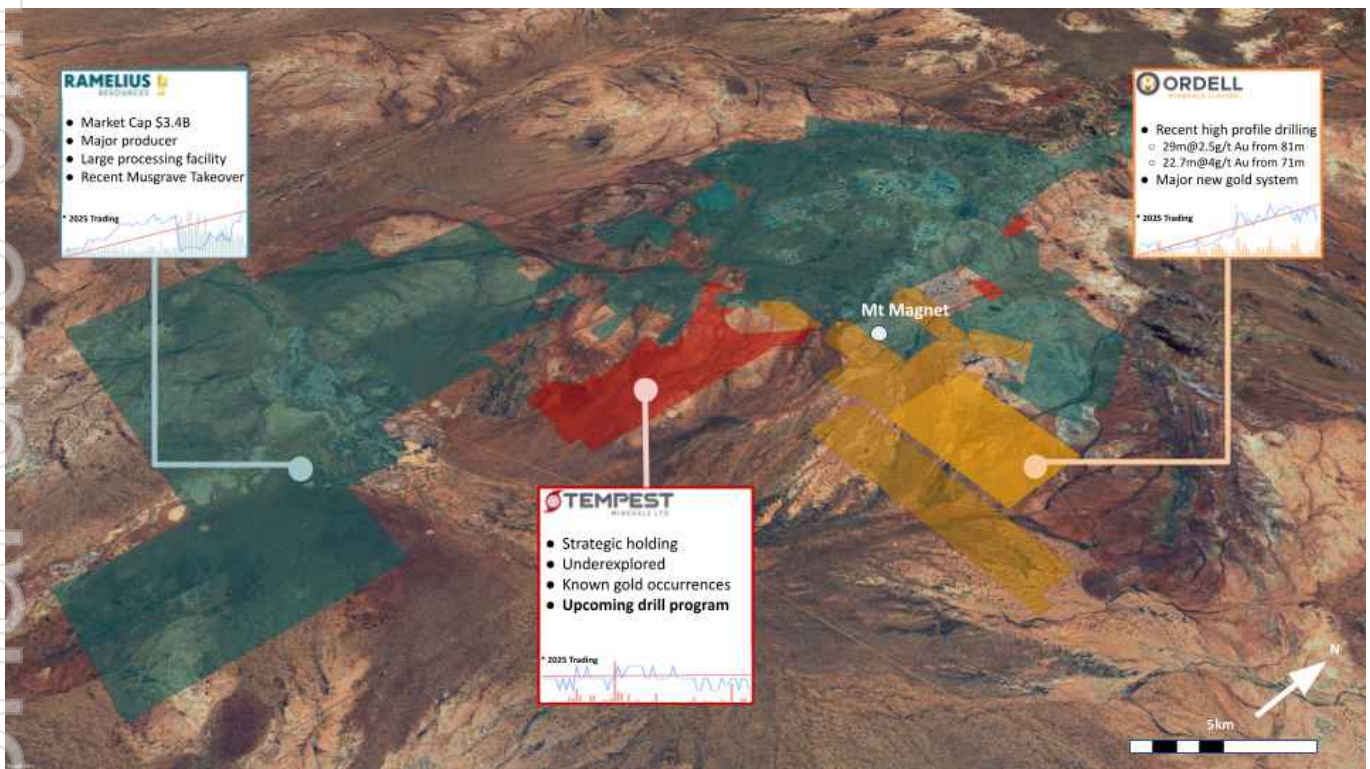 RAMELIUS
RESOURCES
● Market Cap $3.4B
● Major producer
● Large processing facility
● Recent Musgrave Takeover
* 2025 Trading
ORDELL
MINERALS LIMITED
● Recent high profile drilling
○ 29m@2.5g/t Au from 81m
○ 22.7m@4g/t Au from 71m
● Major new gold system
* 2025 Trading
Mt Magnet
TEMPEST
MINERALS LTD
● Strategic holding
● Underexplored
● Known gold occurrences
● Upcoming drill program
* 2025 Trading
N
5km